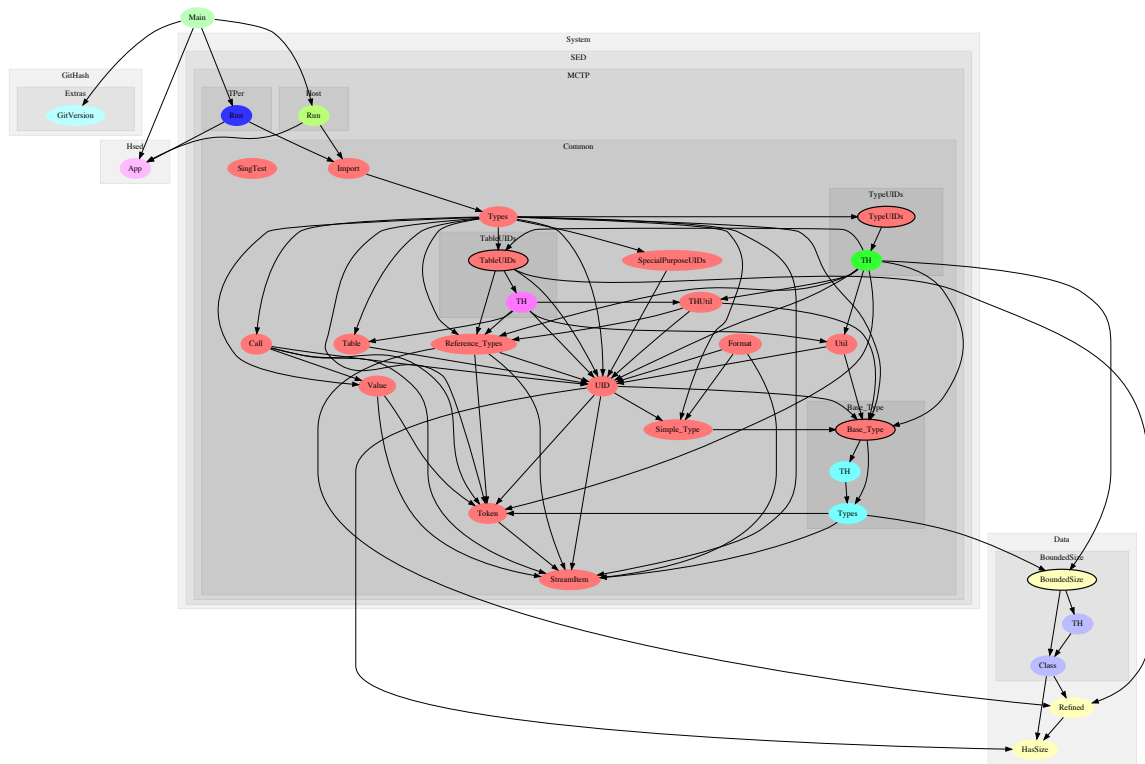 Main
System
SED
GitHash
MCTP
Extras
TPer
Host
GitVersion
Run
Run
Hsed
Common
App
SingTest
Import
TypeUIDs
Types
TypeUIDs
TableUIDs
TableUIDs
SpecialPurposeUIDs
TH
TH
THUtil
Call
Table
Reference_Types
Format
Util
Value
UID
Base_Type
Simple_Type
Base_Type
TH
Token
Types
Data
BoundedSize
StreamItem
BoundedSize
TH
Class
Refined
HasSize